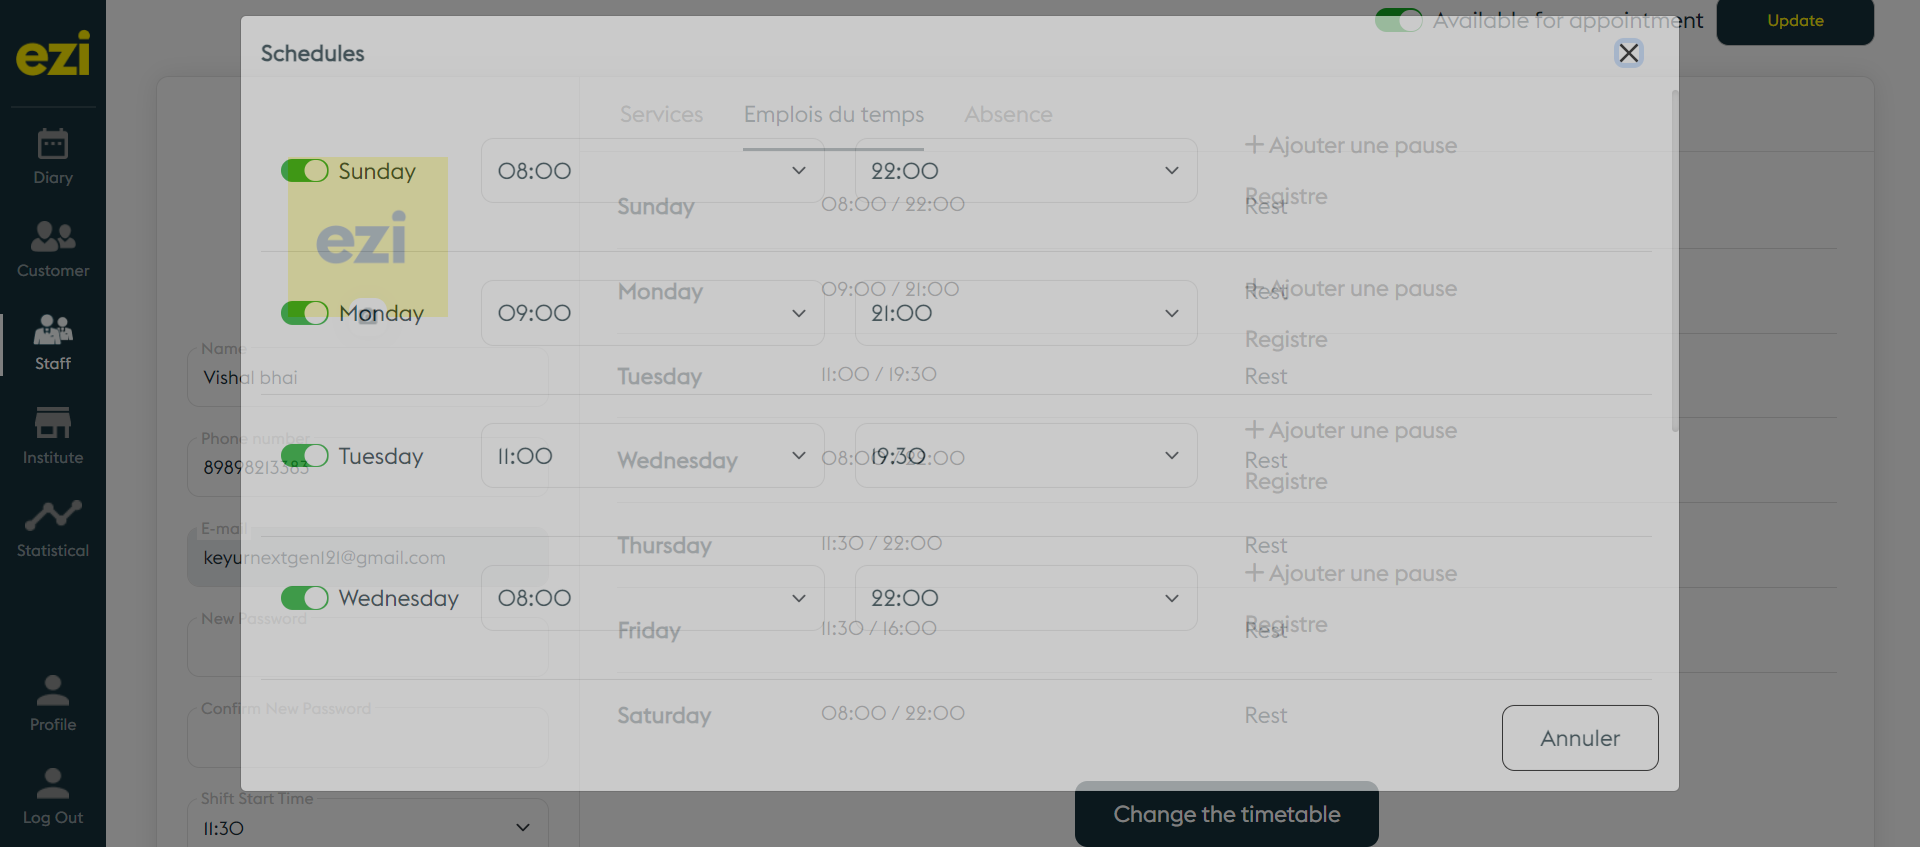 ezi
Diary
Customer
Staff
Institute
Statistical
Profile
Log Out
Available for appointment
Update
Schedules
Services
Emplois du temps
Absence
Sunday
08:00
22:00
Ajouter une pause
Registre
Monday
09:00
21:00
Ajouter une pause
Registre
Tuesday
11:00
19:30
Ajouter une pause
Registre
Wednesday
08:00
22:00
Ajouter une pause
Registre
Annuler
ezi
Name
Vishal bhai
Phone number
89898213383
E-mail
keyurnextgen121@gmail.com
New Password
Confirm New Password
Shift Start Time
11:30
Sunday
08:00 / 22:00
Rest
Monday
09:00 / 21:00
Rest
Tuesday
11:00 / 19:30
Rest
Wednesday
08:00 / 22:00
Rest
Thursday
11:30 / 22:00
Rest
Friday
11:30 / 16:00
Rest
Saturday
08:00 / 22:00
Rest
Change the timetable